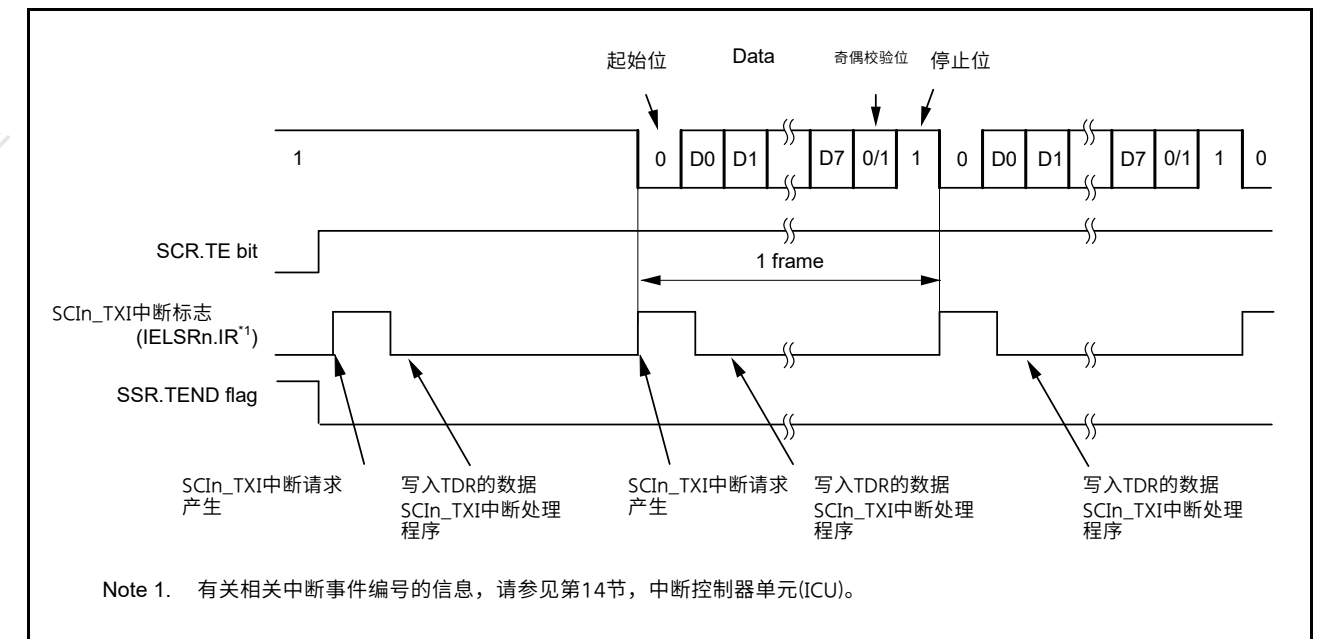 起始位 Data 奇偶校验位 停止位
1 0 D0 D1 D7 0/1 1 0 D0 D1 D7 0/1 1 0
SCR.TE bit
1 frame
SCIn_TXI中断标志
(IELSRn.IR*1)
SSR.TEND flag
SCIn_TXI中断请求 写入TDR的数据 SCIn_TXI中断请求 写入TDR的数据 写入TDR的数据
产生 SCIn_TXI中断处理 产生 SCIn_TXI中断处理 SCIn_TXI中断处理
程序 程序 程序
Note 1. 有关相关中断事件编号的信息，请参见第14节，中断控制器单元(ICU)。